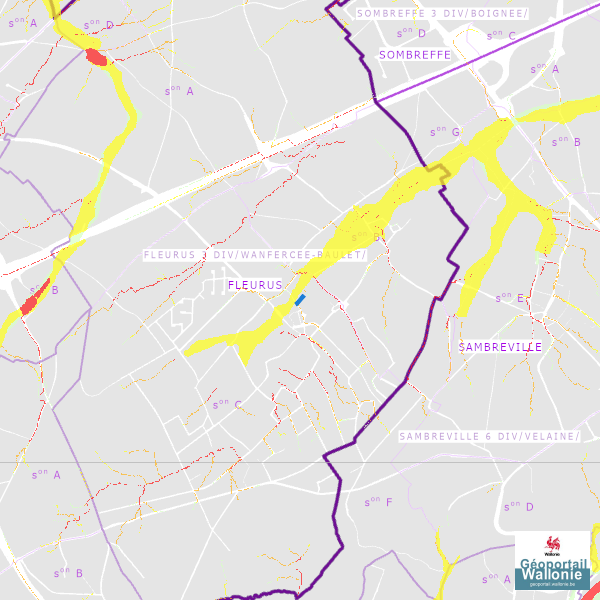 SOMBREFFE 3 DIV/BOIGNEE/
sᵒⁿ A
sᵒⁿ D
sᵒⁿ D
sᵒⁿ C
SOMBREFFE
sᵒⁿ A
sᵒⁿ A
sᵒⁿ G
sᵒⁿ B
sᵒⁿ B
FLEURUS 3 DIV/WANFERCEE-BAULET/
FLEURUS
sᵒⁿ B
sᵒⁿ E
SAMBREVILLE
sᵒⁿ C
SAMBREVILLE 6 DIV/VELAINE/
sᵒⁿ A
sᵒⁿ F
sᵒⁿ D
sᵒⁿ B
sᵒⁿ A
Wallonie
Géoportail
Wallonie
geoportail.wallonie.be